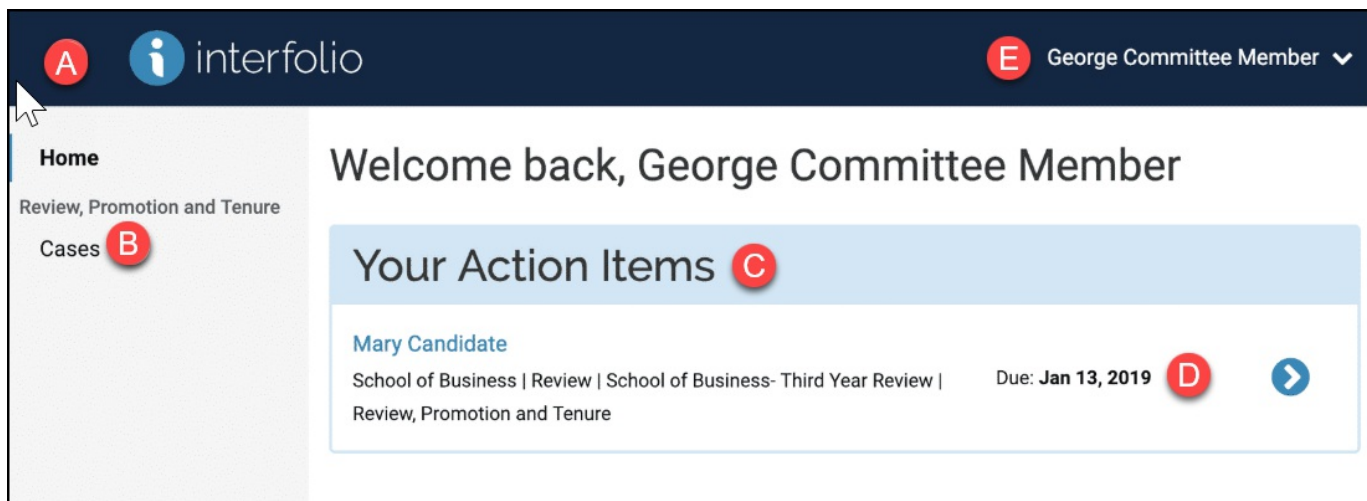 A
interfolio
E
George Committee Member
Home
Review, Promotion and Tenure
Cases B
Welcome back, George Committee Member
Your Action Items C
Mary Candidate
School of Business | Review | School of Business- Third Year Review |
Review, Promotion and Tenure
Due: Jan 13, 2019 D